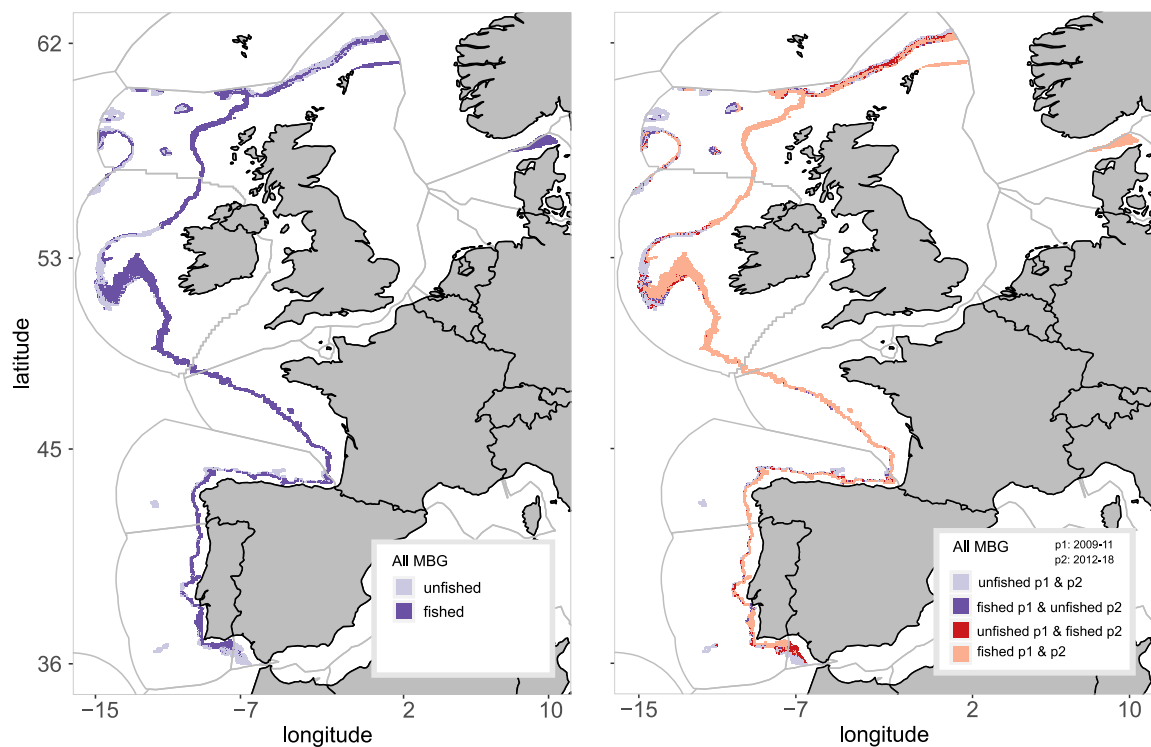 62
53
45
36
latitude
−15
−7
2
10
longitude
All MBG
unfished
fished
−15
−7
2
10
longitude
All MBG
p1: 2009-11
p2: 2012-18
unfished p1 & p2
fished p1 & unfished p2
unfished p1 & fished p2
fished p1 & p2